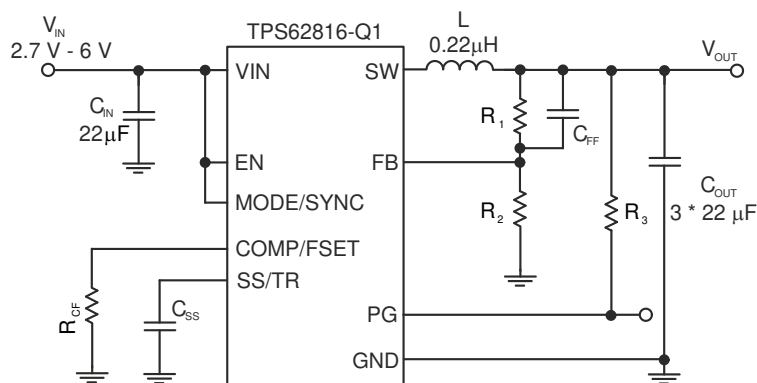 TPS62816-Q1
V_IN
2.7 V - 6 V
C_IN
22µF
VIN
EN
MODE/SYNC
COMP/FSET
SS/TR
R_CF
C_SS
SW
FB
PG
GND
L
0.22µH
R_1
C_FF
R_2
R_3
V_OUT
C_OUT
3 * 22 µF